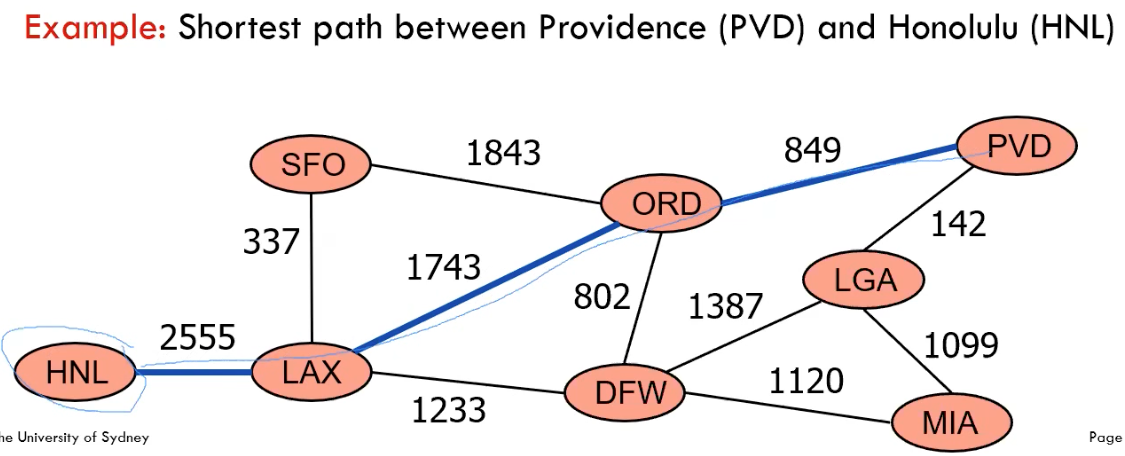 Example: Shortest path between Providence (PVD) and Honolulu (HNL)
1843
849
PVD
SFO
ORD
142
337
1743
802
1387
LGA
2555
1099
HNL
LAX
DFW
1120
1233
MIA
he University of Sydney
Page